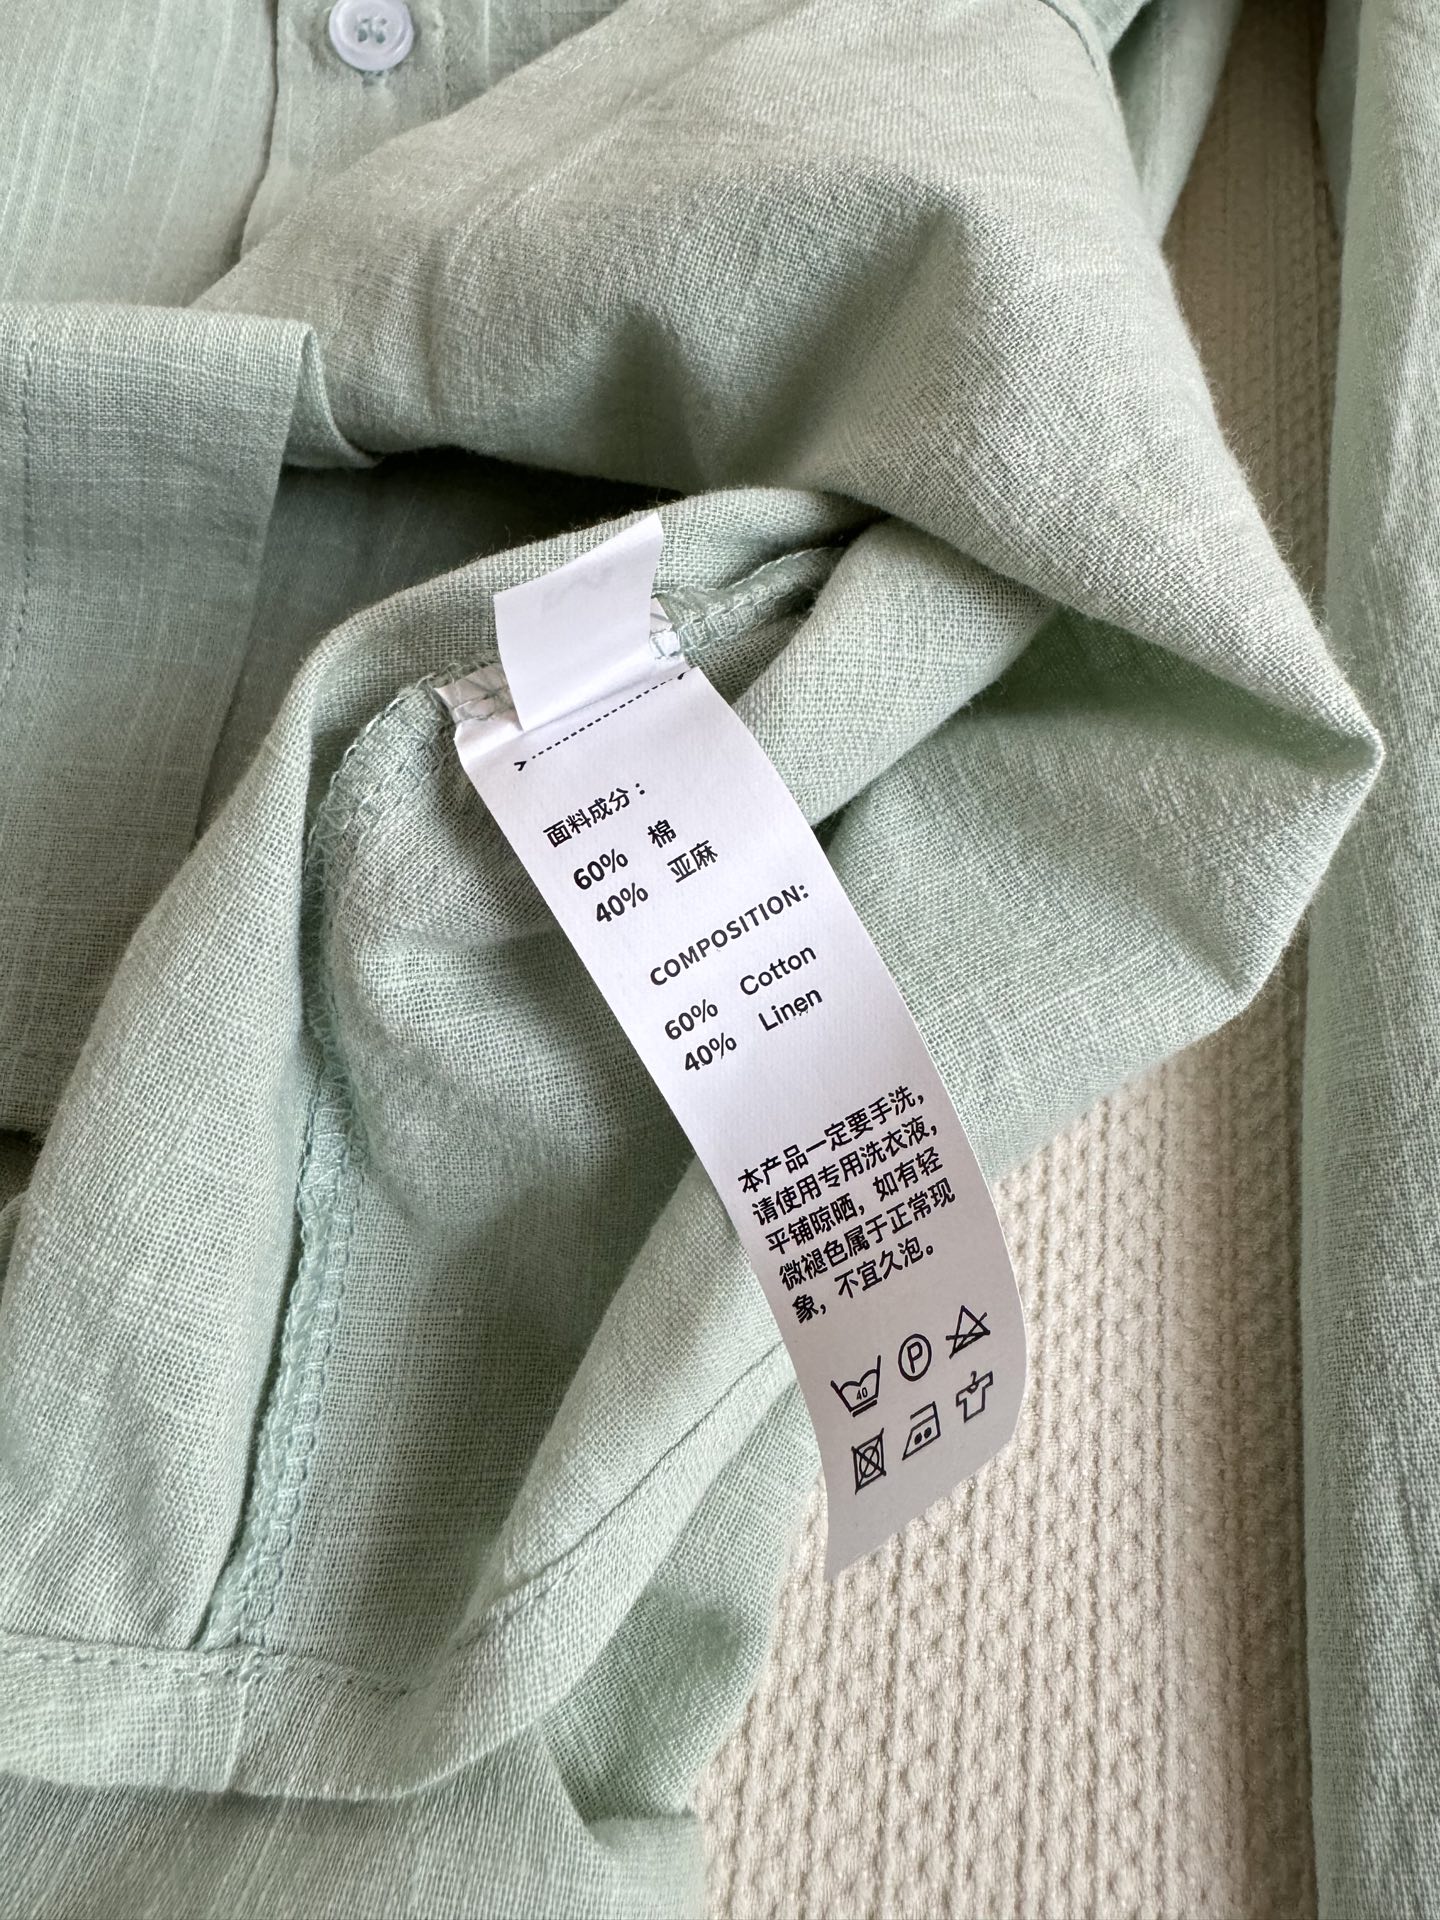 面料成分：
60% 棉
40% 亚麻
COMPOSITION:
60% Cotton
40% Linen
本产品一定要手洗，
请使用专用洗衣液，
平铺晾晒，如有轻
微褪色属于正常现
象，不宜久泡。
40 P